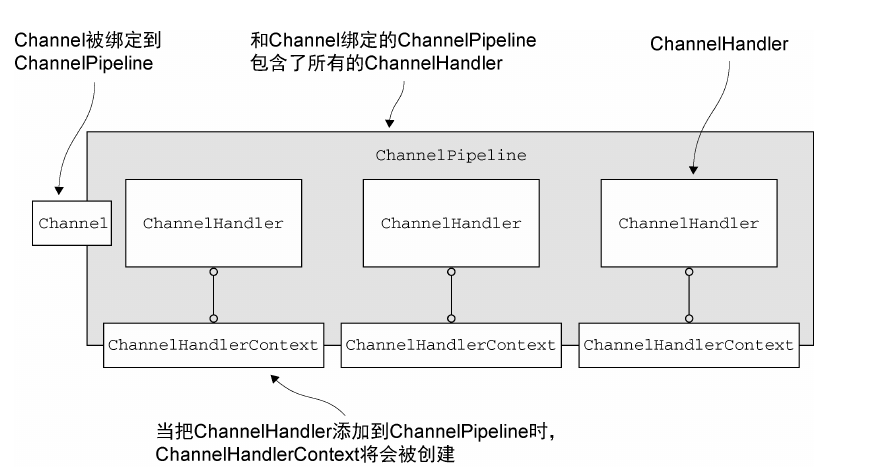 Channel被绑定到
ChannelPipeline
和Channel绑定的ChannelPipeline
包含了所有的ChannelHandler
ChannelHandler
ChannelPipeline
Channel
ChannelHandler
ChannelHandler
ChannelHandler
ChannelHandlerContext
ChannelHandlerContext
ChannelHandlerContext
当把ChannelHandler添加到ChannelPipeline时，
ChannelHandlerContext将会被创建